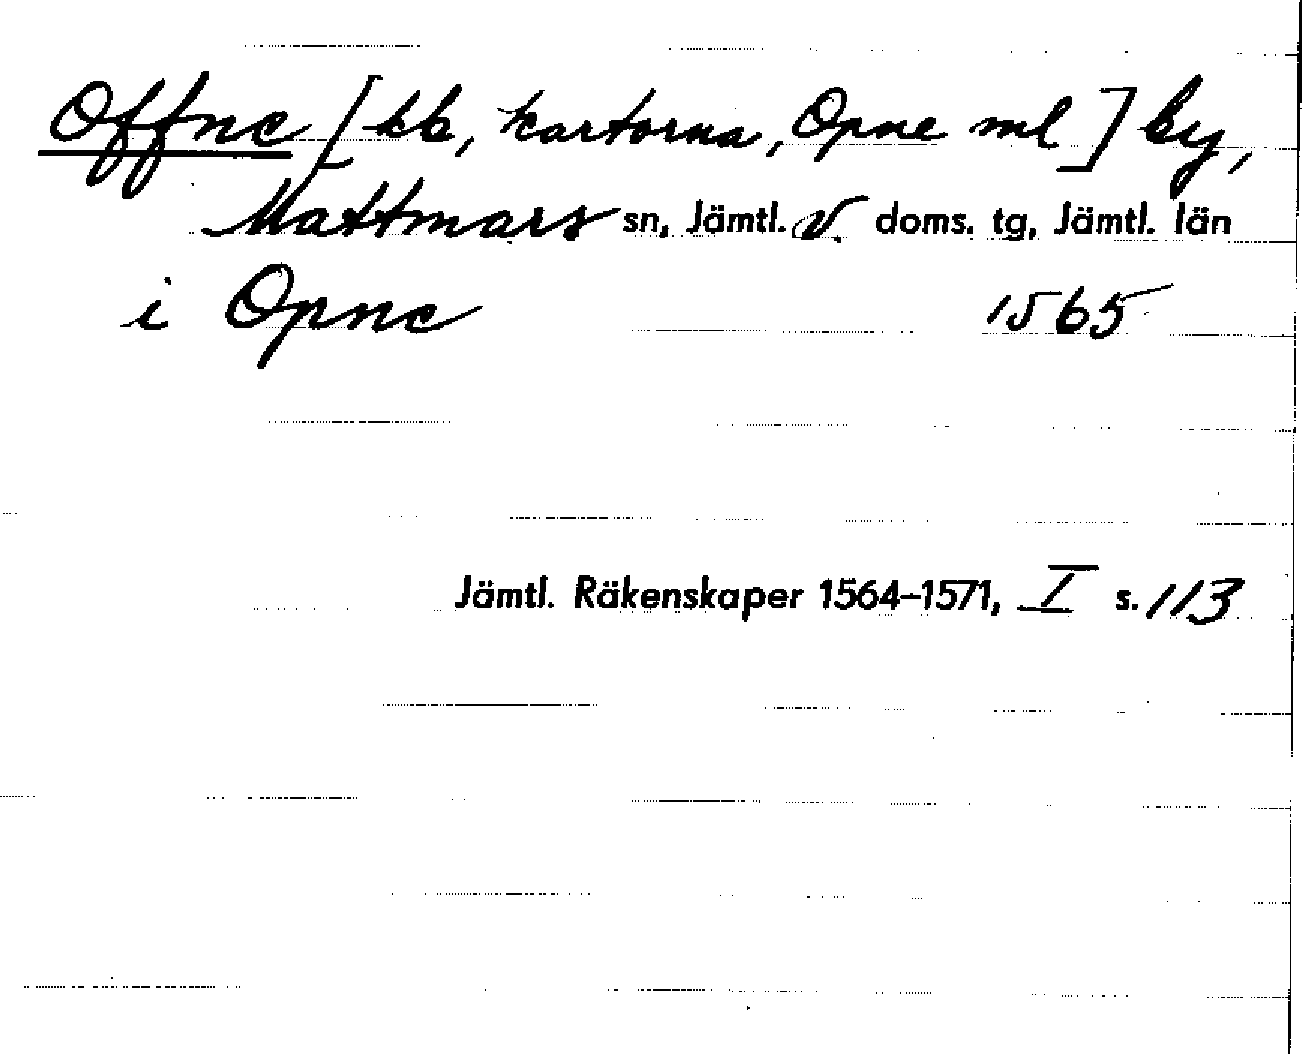 Offne [kb, kartorna, Opne ml] by,
Mattmars sn, Jämtl. v. doms. tg, Jämtl. län
i Opne 1565
Jämtl. Räkenskaper 1564-1571, I s. 113